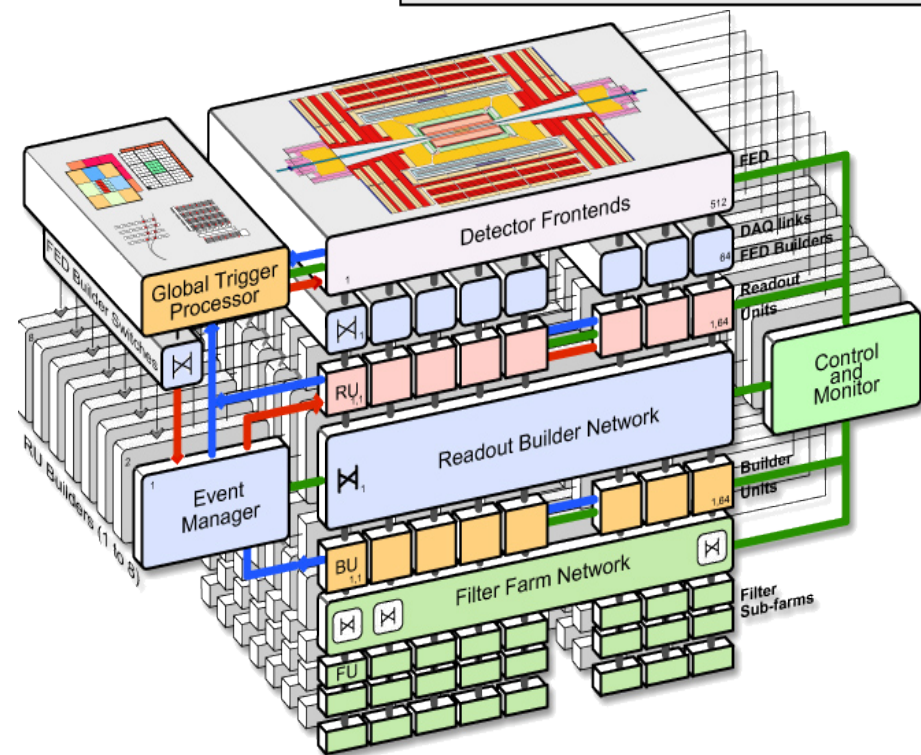 FED
Detector Frontends
512
1
DAQ links
FED Builders
64
1
Global Trigger
Processor
FED Builder Switches
Readout
Units
1,64
RU
1,1
Control
and
Monitor
Readout Builder Network
1
8
2
1
RU Builders (1 to 8)
Event
Manager
Builder
Units
1,64
BU
1,1
Filter Farm Network
Filter
Sub-farms
FU